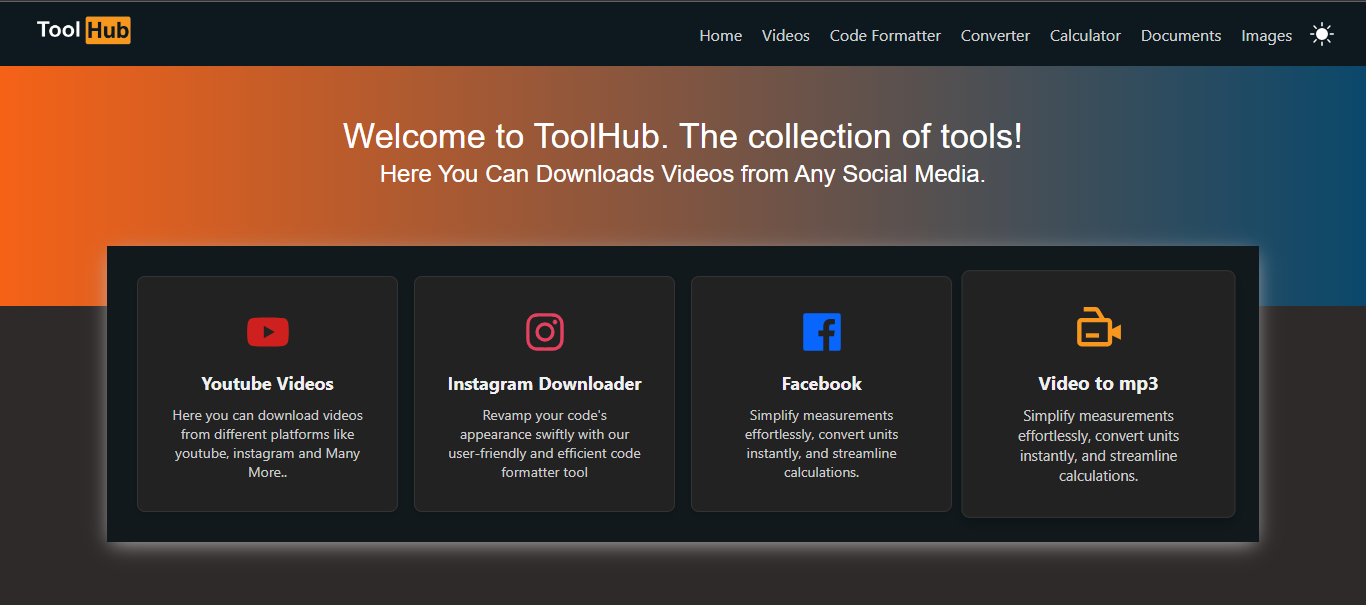 Tool Hub
Home Videos Code Formatter Converter Calculator Documents Images
Welcome to ToolHub. The collection of tools!
Here You Can Downloads Videos from Any Social Media.
Youtube Videos
Here you can download videos
from different platforms like
youtube, instagram and Many
More..
Instagram Downloader
Revamp your code's
appearance swiftly with our
user-friendly and efficient code
formatter tool
Facebook
Simplify measurements
effortlessly, convert units
instantly, and streamline
calculations.
Video to mp3
Simplify measurements
effortlessly, convert units
instantly, and streamline
calculations.